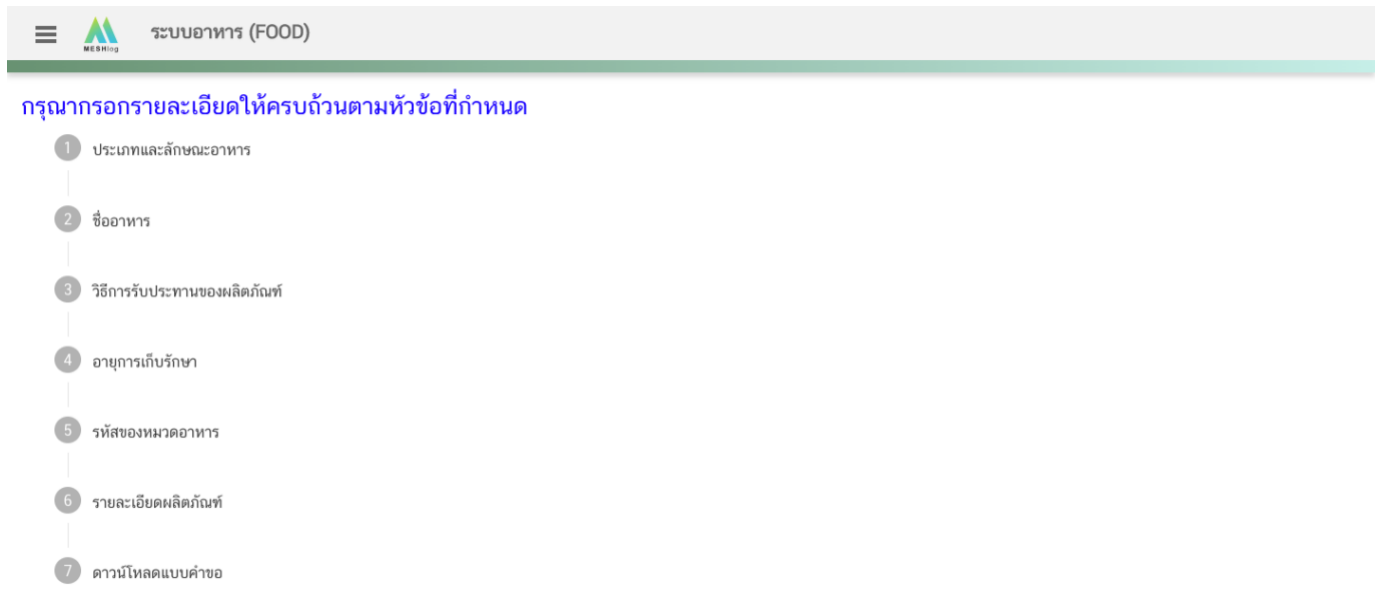 MESHlog
ระบบอาหาร (FOOD)
กรุณากรอกรายละเอียดให้ครบถ้วนตามหัวข้อที่กำหนด
1 ประเภทและลักษณะอาหาร
2 ชื่ออาหาร
3 วิธีการรับประทานของผลิตภัณฑ์
4 อายุการเก็บรักษา
5 รหัสของหมวดอาหาร
6 รายละเอียดผลิตภัณฑ์
7 ดาวน์โหลดแบบคำขอ